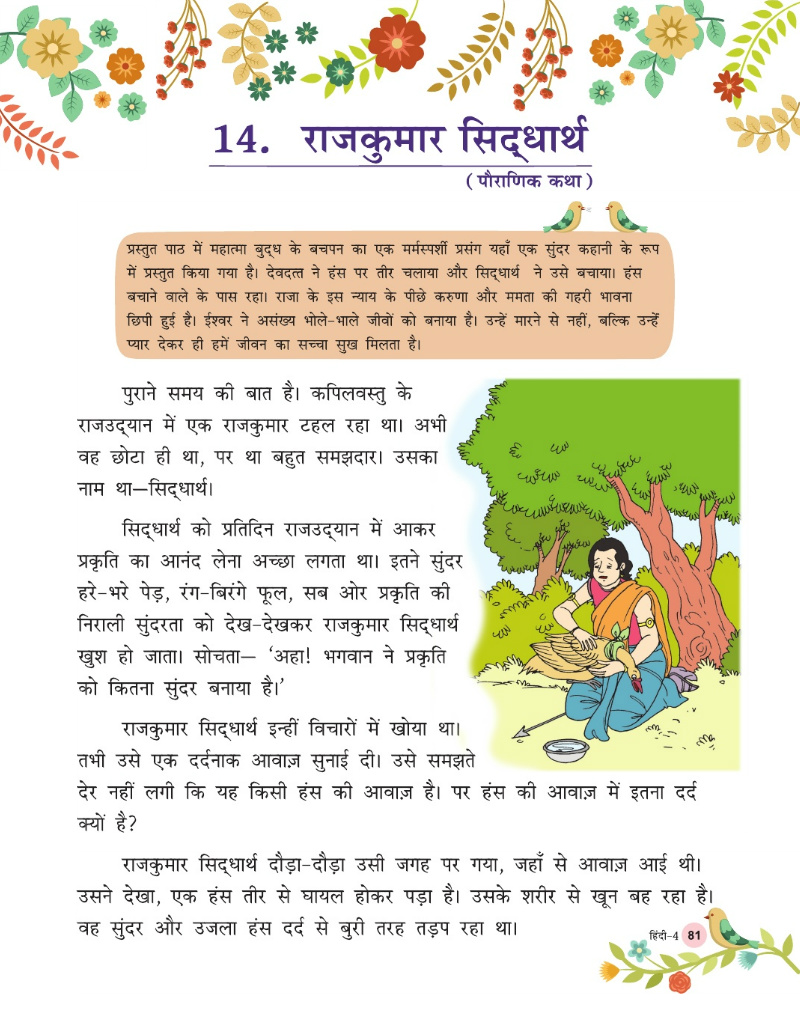 14. राजकुमार सिद्धार्थ
(पौराणिक कथा)
प्रस्तुत पाठ में महात्मा बुद्ध के बचपन का एक मर्मस्पर्शी प्रसंग यहाँ एक सुंदर कहानी के रूप
में प्रस्तुत किया गया है। देवदत्त ने हंस पर तीर चलाया और सिद्धार्थ ने उसे बचाया। हंस
बचाने वाले के पास रहा। राजा के इस न्याय के पीछे करुणा और ममता की गहरी भावना
छिपी हुई है। ईश्वर ने असंख्य भोले-भाले जीवों को बनाया है। उन्हें मारने से नहीं, बल्कि उन्हें
प्यार देकर ही हमें जीवन का सच्चा सुख मिलता है।
पुराने समय की बात है। कपिलवस्तु के
राजउद्यान में एक राजकुमार टहल रहा था। अभी
वह छोटा ही था, पर था बहुत समझदार। उसका
नाम था—सिद्धार्थ।
सिद्धार्थ को प्रतिदिन राजउद्यान में आकर
प्रकृति का आनंद लेना अच्छा लगता था। इतने सुंदर
हरे-भरे पेड़, रंग-बिरंगे फूल, सब ओर प्रकृति की
निराली सुंदरता को देख-देखकर राजकुमार सिद्धार्थ
खुश हो जाता। सोचता— 'अहा! भगवान ने प्रकृति
को कितना सुंदर बनाया है।'
राजकुमार सिद्धार्थ इन्हीं विचारों में खोया था।
तभी उसे एक दर्दनाक आवाज़ सुनाई दी। उसे समझते
देर नहीं लगी कि यह किसी हंस की आवाज़ है। पर हंस की आवाज़ में इतना दर्द
क्यों है?
राजकुमार सिद्धार्थ दौड़ा-दौड़ा उसी जगह पर गया, जहाँ से आवाज़ आई थी।
उसने देखा, एक हंस तीर से घायल होकर पड़ा है। उसके शरीर से खून बह रहा है।
वह सुंदर और उजला हंस दर्द से बुरी तरह तड़प रहा था।
हिंदी-4 81